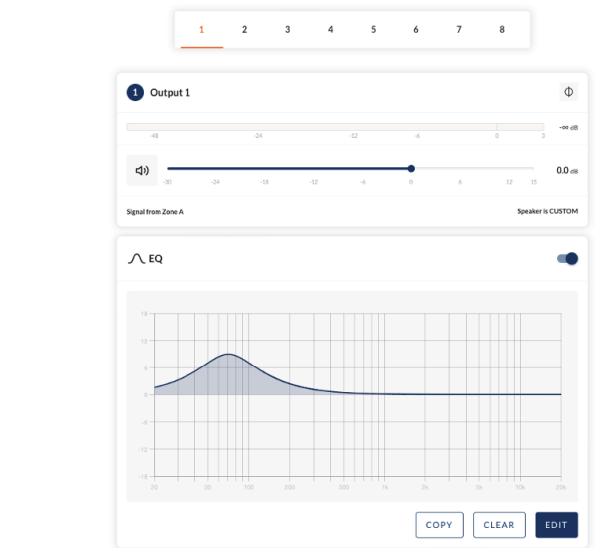 1 2 3 4 5 6 7 8
1 Output 1
-∞ dB
-48 -24 -12 -6 0 3
0.0 dB
-30 -24 -18 -12 -6 0 6 12 15
Signal from Zone A Speaker is CUSTOM
EQ
18
12
6
0
-6
-12
-18
20 50 100 200 500 1k 2k 5k 10k 20k
COPY CLEAR EDIT